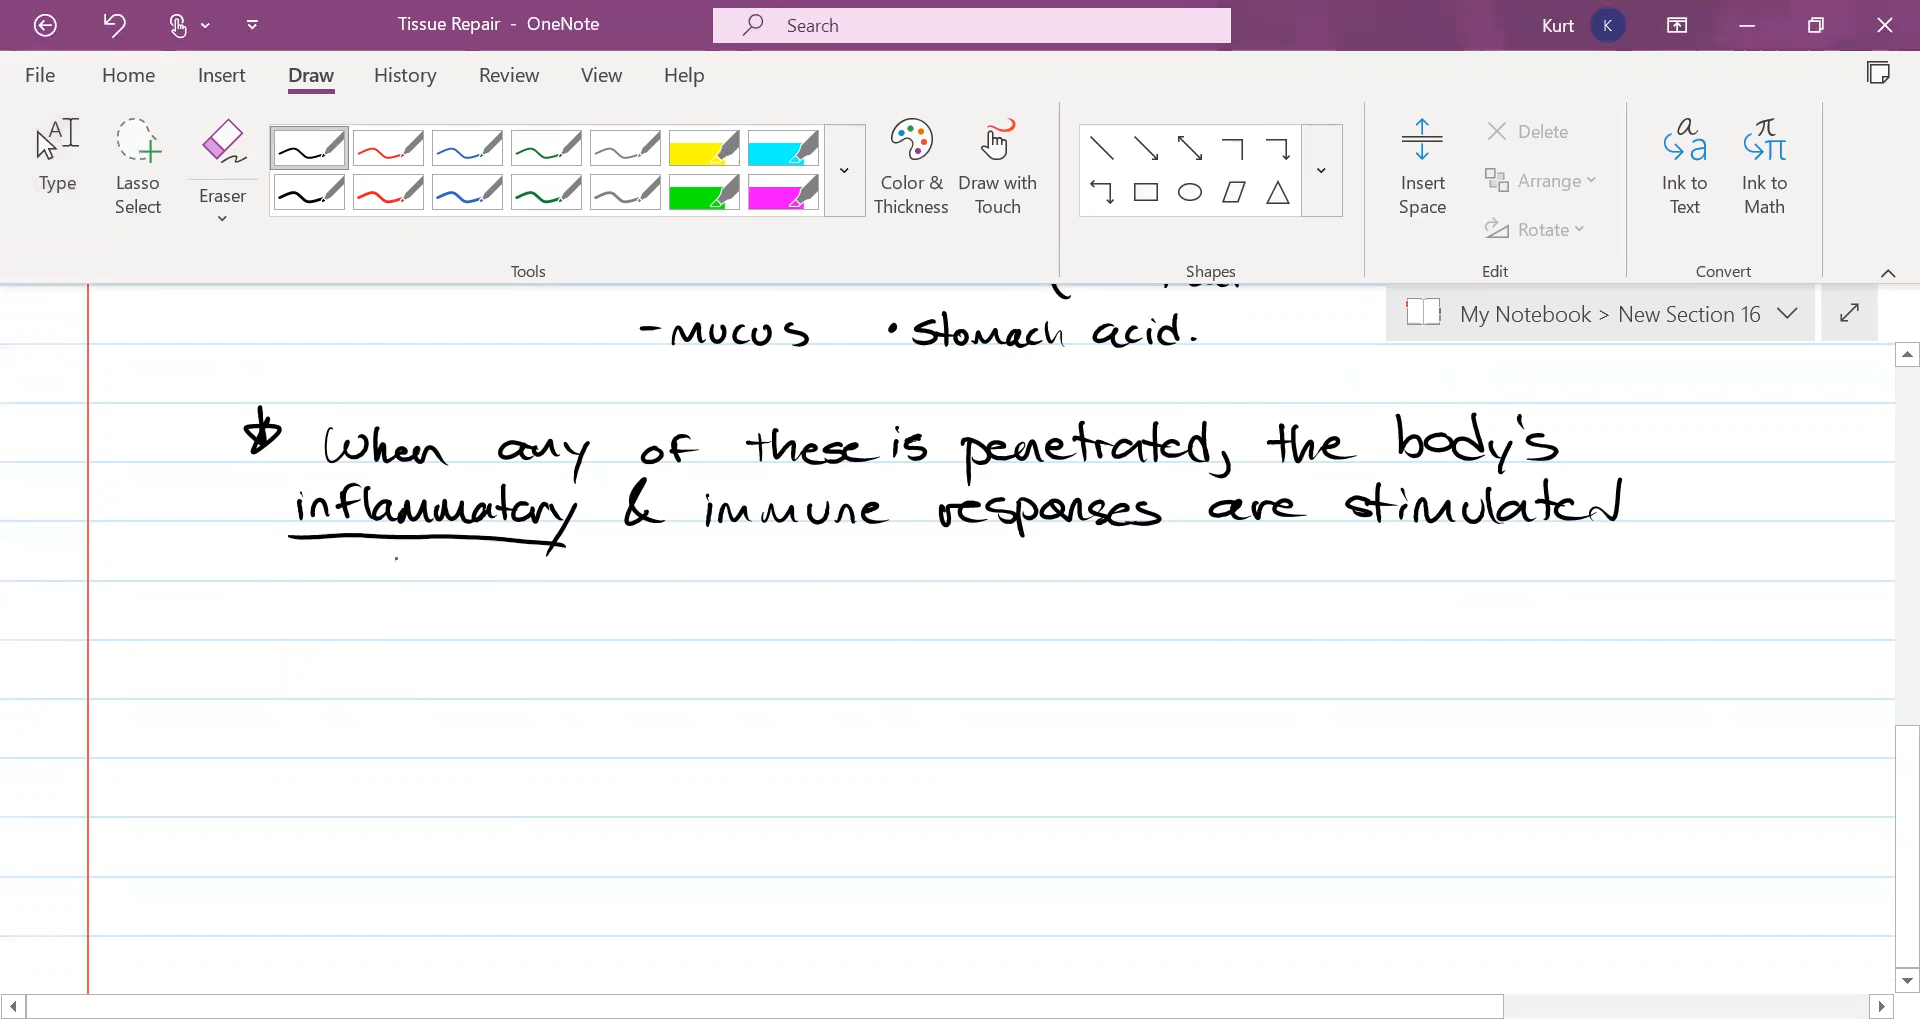 Tissue Repair - OneNote
Search
Kurt
K
File
Home
Insert
Draw
History
Review
View
Help
Type
Lasso
Select
Eraser
Color &
Thickness
Draw with
Touch
Insert
Space
Delete
Arrange
Rotate
Ink to
Text
Ink to
Math
Tools
Shapes
Edit
Convert
My Notebook > New Section 16
- mucus • stomach acid.
When any of these is penetrated, the body's
inflammatory & immune responses are stimulated